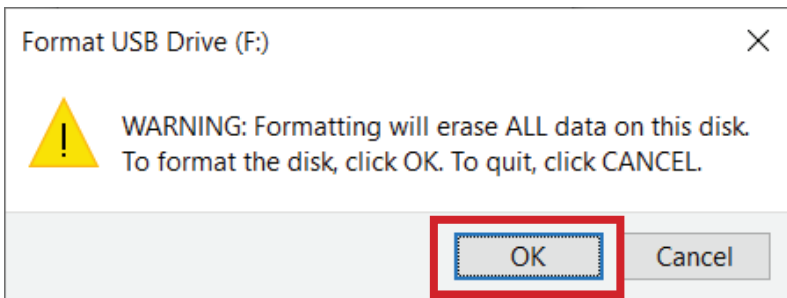 Format USB Drive (F:)
WARNING: Formatting will erase ALL data on this disk.
To format the disk, click OK. To quit, click CANCEL.
OK Cancel